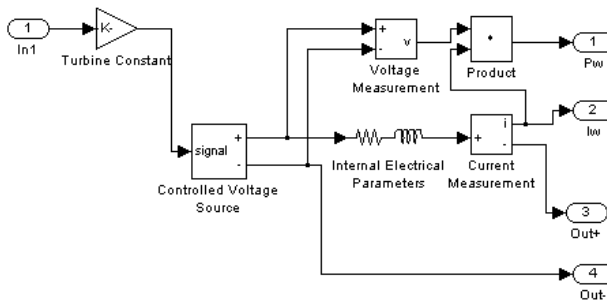 1
In1
K-
Turbine Constant
signal
+
-
Controlled Voltage
Source
+
-
v
Voltage
Measurement
Product
1
Pw
2
Iw
Internal Electrical
Parameters
+
i
-
Current
Measurement
3
Out+
4
Out-